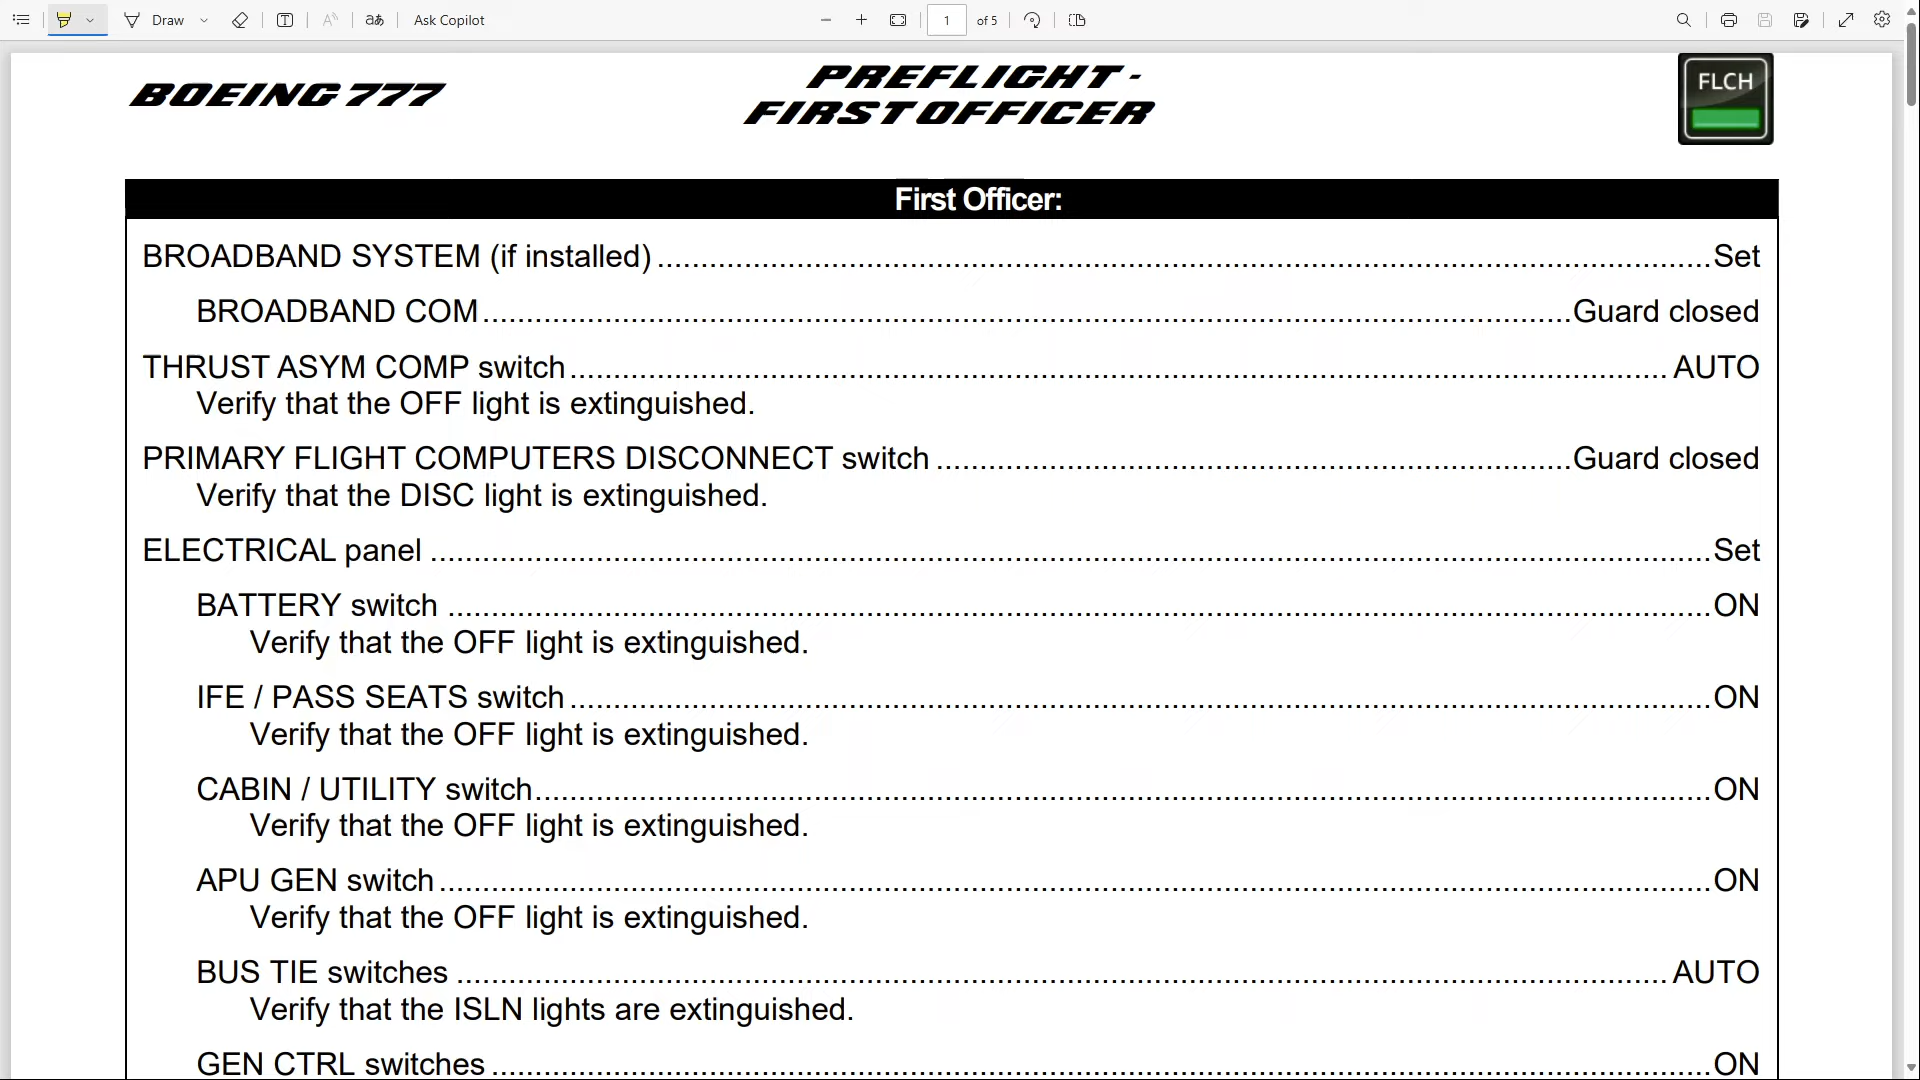 Draw
aあ
Ask Copilot
1 of 5
BOEING 777
PREFLIGHT -
FIRST OFFICER
FLCH
First Officer:
BROADBAND SYSTEM (if installed)........................Set
BROADBAND COM........................Guard closed
THRUST ASYM COMP switch........................AUTO
Verify that the OFF light is extinguished.
PRIMARY FLIGHT COMPUTERS DISCONNECT switch........................Guard closed
Verify that the DISC light is extinguished.
ELECTRICAL panel........................Set
BATTERY switch........................ON
Verify that the OFF light is extinguished.
IFE / PASS SEATS switch........................ON
Verify that the OFF light is extinguished.
CABIN / UTILITY switch........................ON
Verify that the OFF light is extinguished.
APU GEN switch........................ON
Verify that the OFF light is extinguished.
BUS TIE switches........................AUTO
Verify that the ISLN lights are extinguished.
GEN CTRL switches........................ON